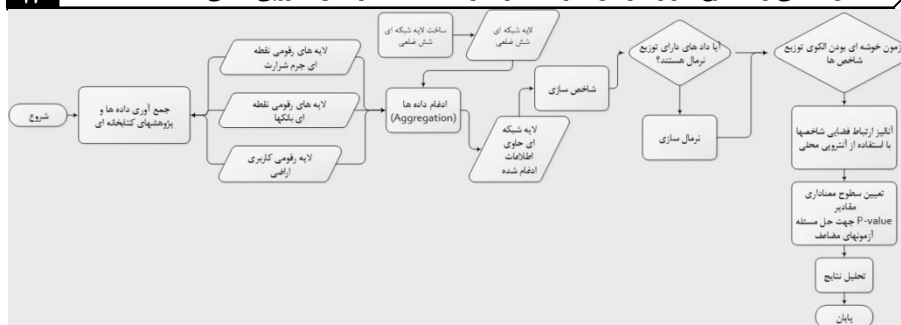 شروع
جمع آوری داده ها و
پژوهشهای کتابخانه ای
لایه های رقومی نقطه
ای جرم شرارت
لایه های رقومی نقطه
ای بانکها
لایه رقومی کاربری
اراضی
ساخت لایه شبکه ای
شش ضلعی
لایه شبکه ای
شش ضلعی
ادغام داده ها
(Aggregation)
لایه شبکه
ای حاوی
اطلاعات
ادغام شده
شاخص سازی
آیا داد های دارای توزیع
نرمال هستند؟
نرمال سازی
زمون خوشه ای بودن الگوی توزیع
شاخص ها
آنالیز ارتباط فضایی شاخصها
با استفاده از آنتروپی محلی
تعیین سطوح معناداری
مقادیر
P-value جهت حل مسئله
آزمونهای مضاعف
تحلیل نتایج
پایان